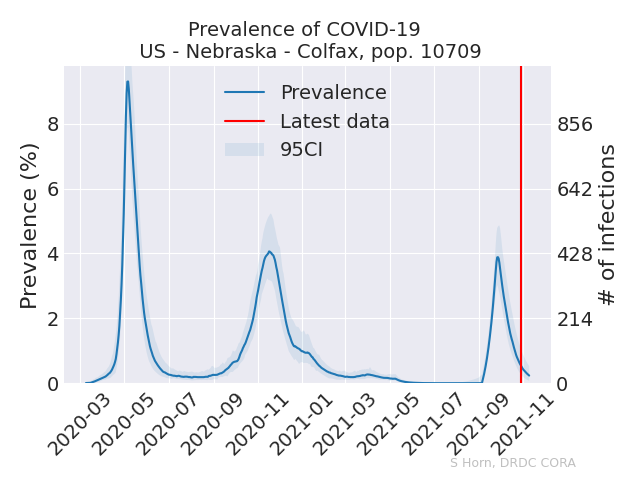 Prevalence of COVID-19
US - Nebraska - Colfax, pop. 10709
Prevalence
Latest data
95CI
Prevalence (%)
8
6
4
2
0
# of infections
856
642
428
214
0
2020-03
2020-05
2020-07
2020-09
2020-11
2021-01
2021-03
2021-05
2021-07
2021-09
2021-11
S Horn, DRDC CORA